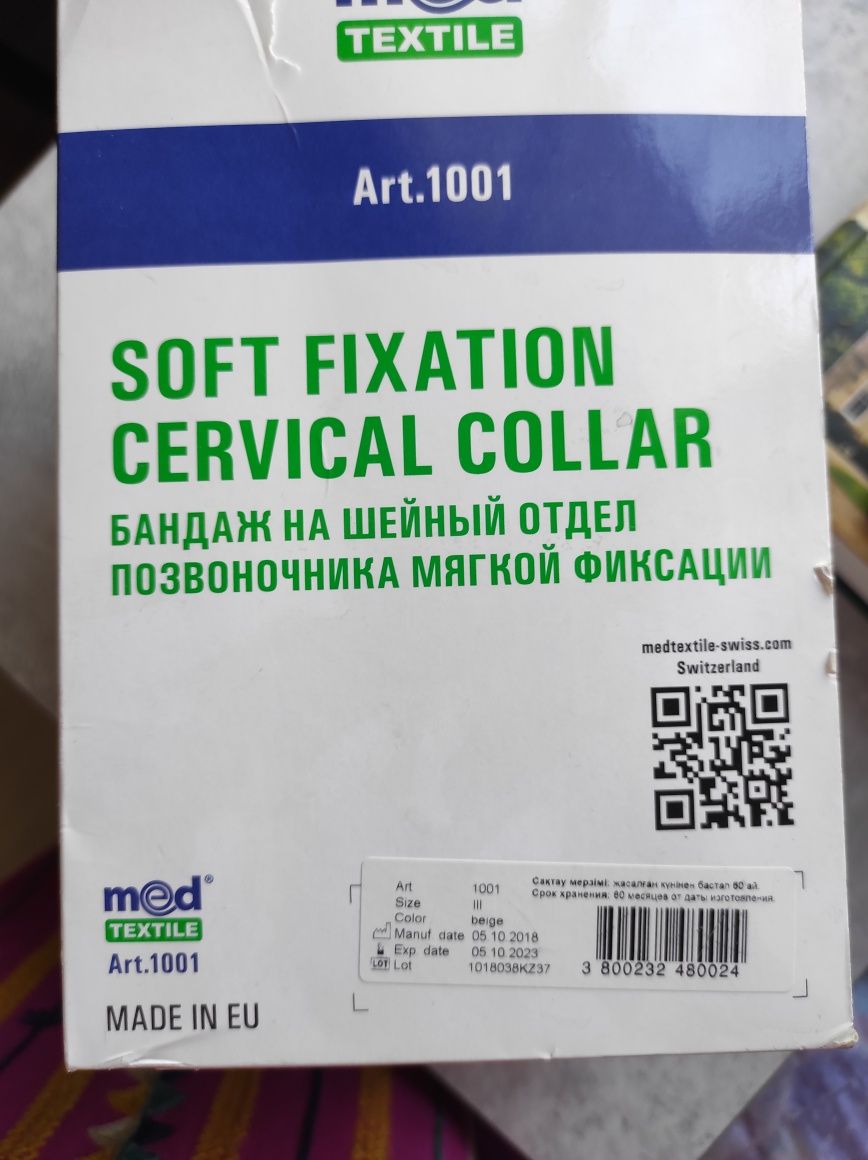 med
TEXTILE
Art.1001
SOFT FIXATION
CERVICAL COLLAR
БАНДАЖ НА ШЕЙНЫЙ ОТДЕЛ
ПОЗВОНОЧНИКА МЯГКОЙ ФИКСАЦИИ
medtextile-swiss.com
Switzerland
med®
TEXTILE
Art.1001
MADE IN EU
Art 1001
Size III
Color beige
Manuf date 05 10 2018
Exp date 05 10 2023
LOT Lot 1018038KZ37
Сақтау мерзімі: жасалған күнінен бастап 60 ай.
Срок хранения: 60 месяцев от даты изготовления.
3 800232 480024